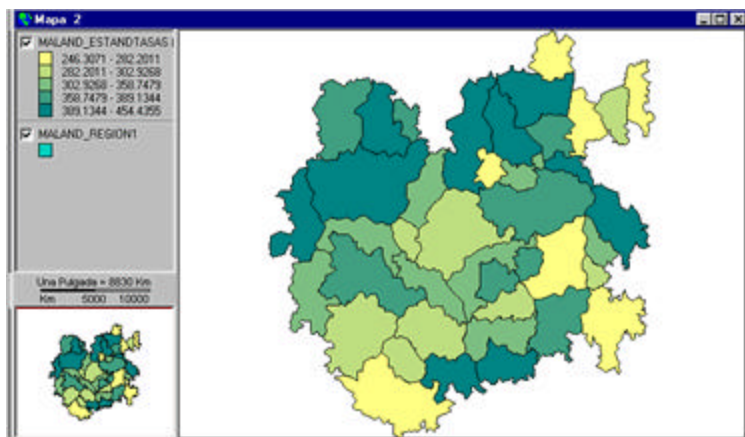 Mapa 2
MALAND_ESTANDTASAS
246.3071 - 282.2011
282.2011 - 302.9268
302.9268 - 358.7479
358.7479 - 389.1344
389.1344 - 454.4355
MALAND_REGION1
Una Pulgada = 8830 Km
Km 5000 10000